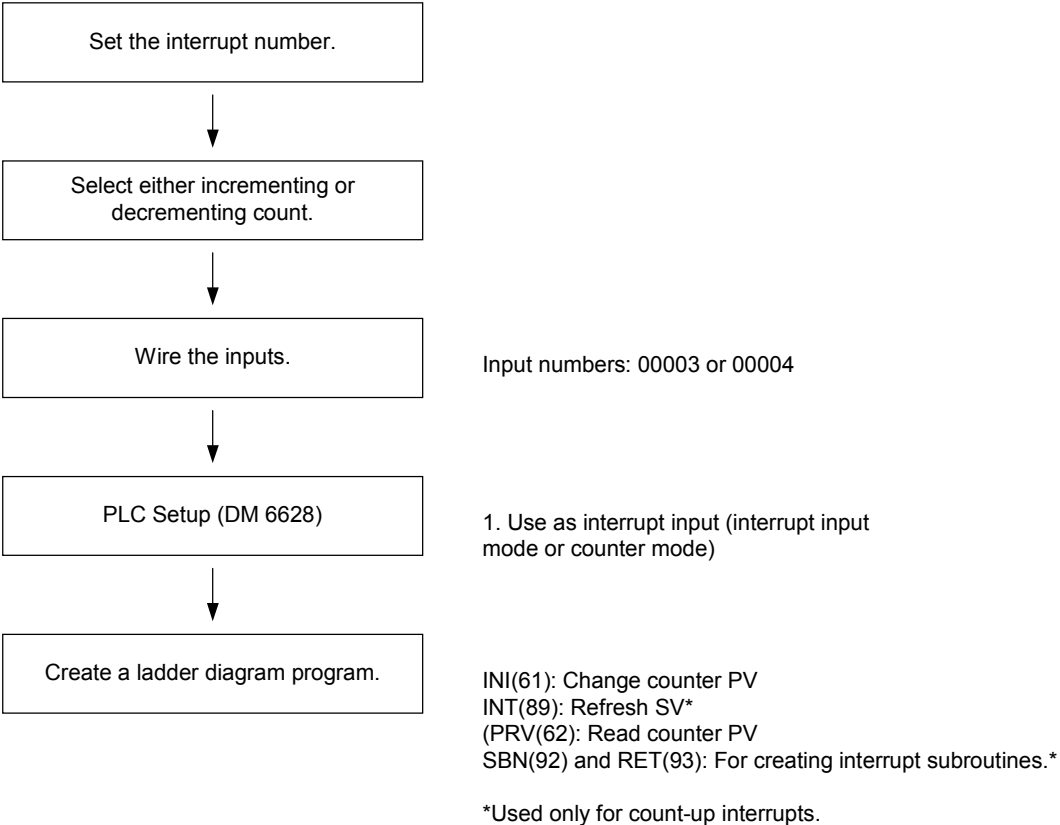 Set the interrupt number.
Select either incrementing or
decrementing count.
Wire the inputs.
Input numbers: 00003 or 00004
PLC Setup (DM 6628)
1. Use as interrupt input (interrupt input
mode or counter mode)
Create a ladder diagram program.
INI(61): Change counter PV
INT(89): Refresh SV*
(PRV(62): Read counter PV
SBN(92) and RET(93): For creating interrupt subroutines.*
*Used only for count-up interrupts.